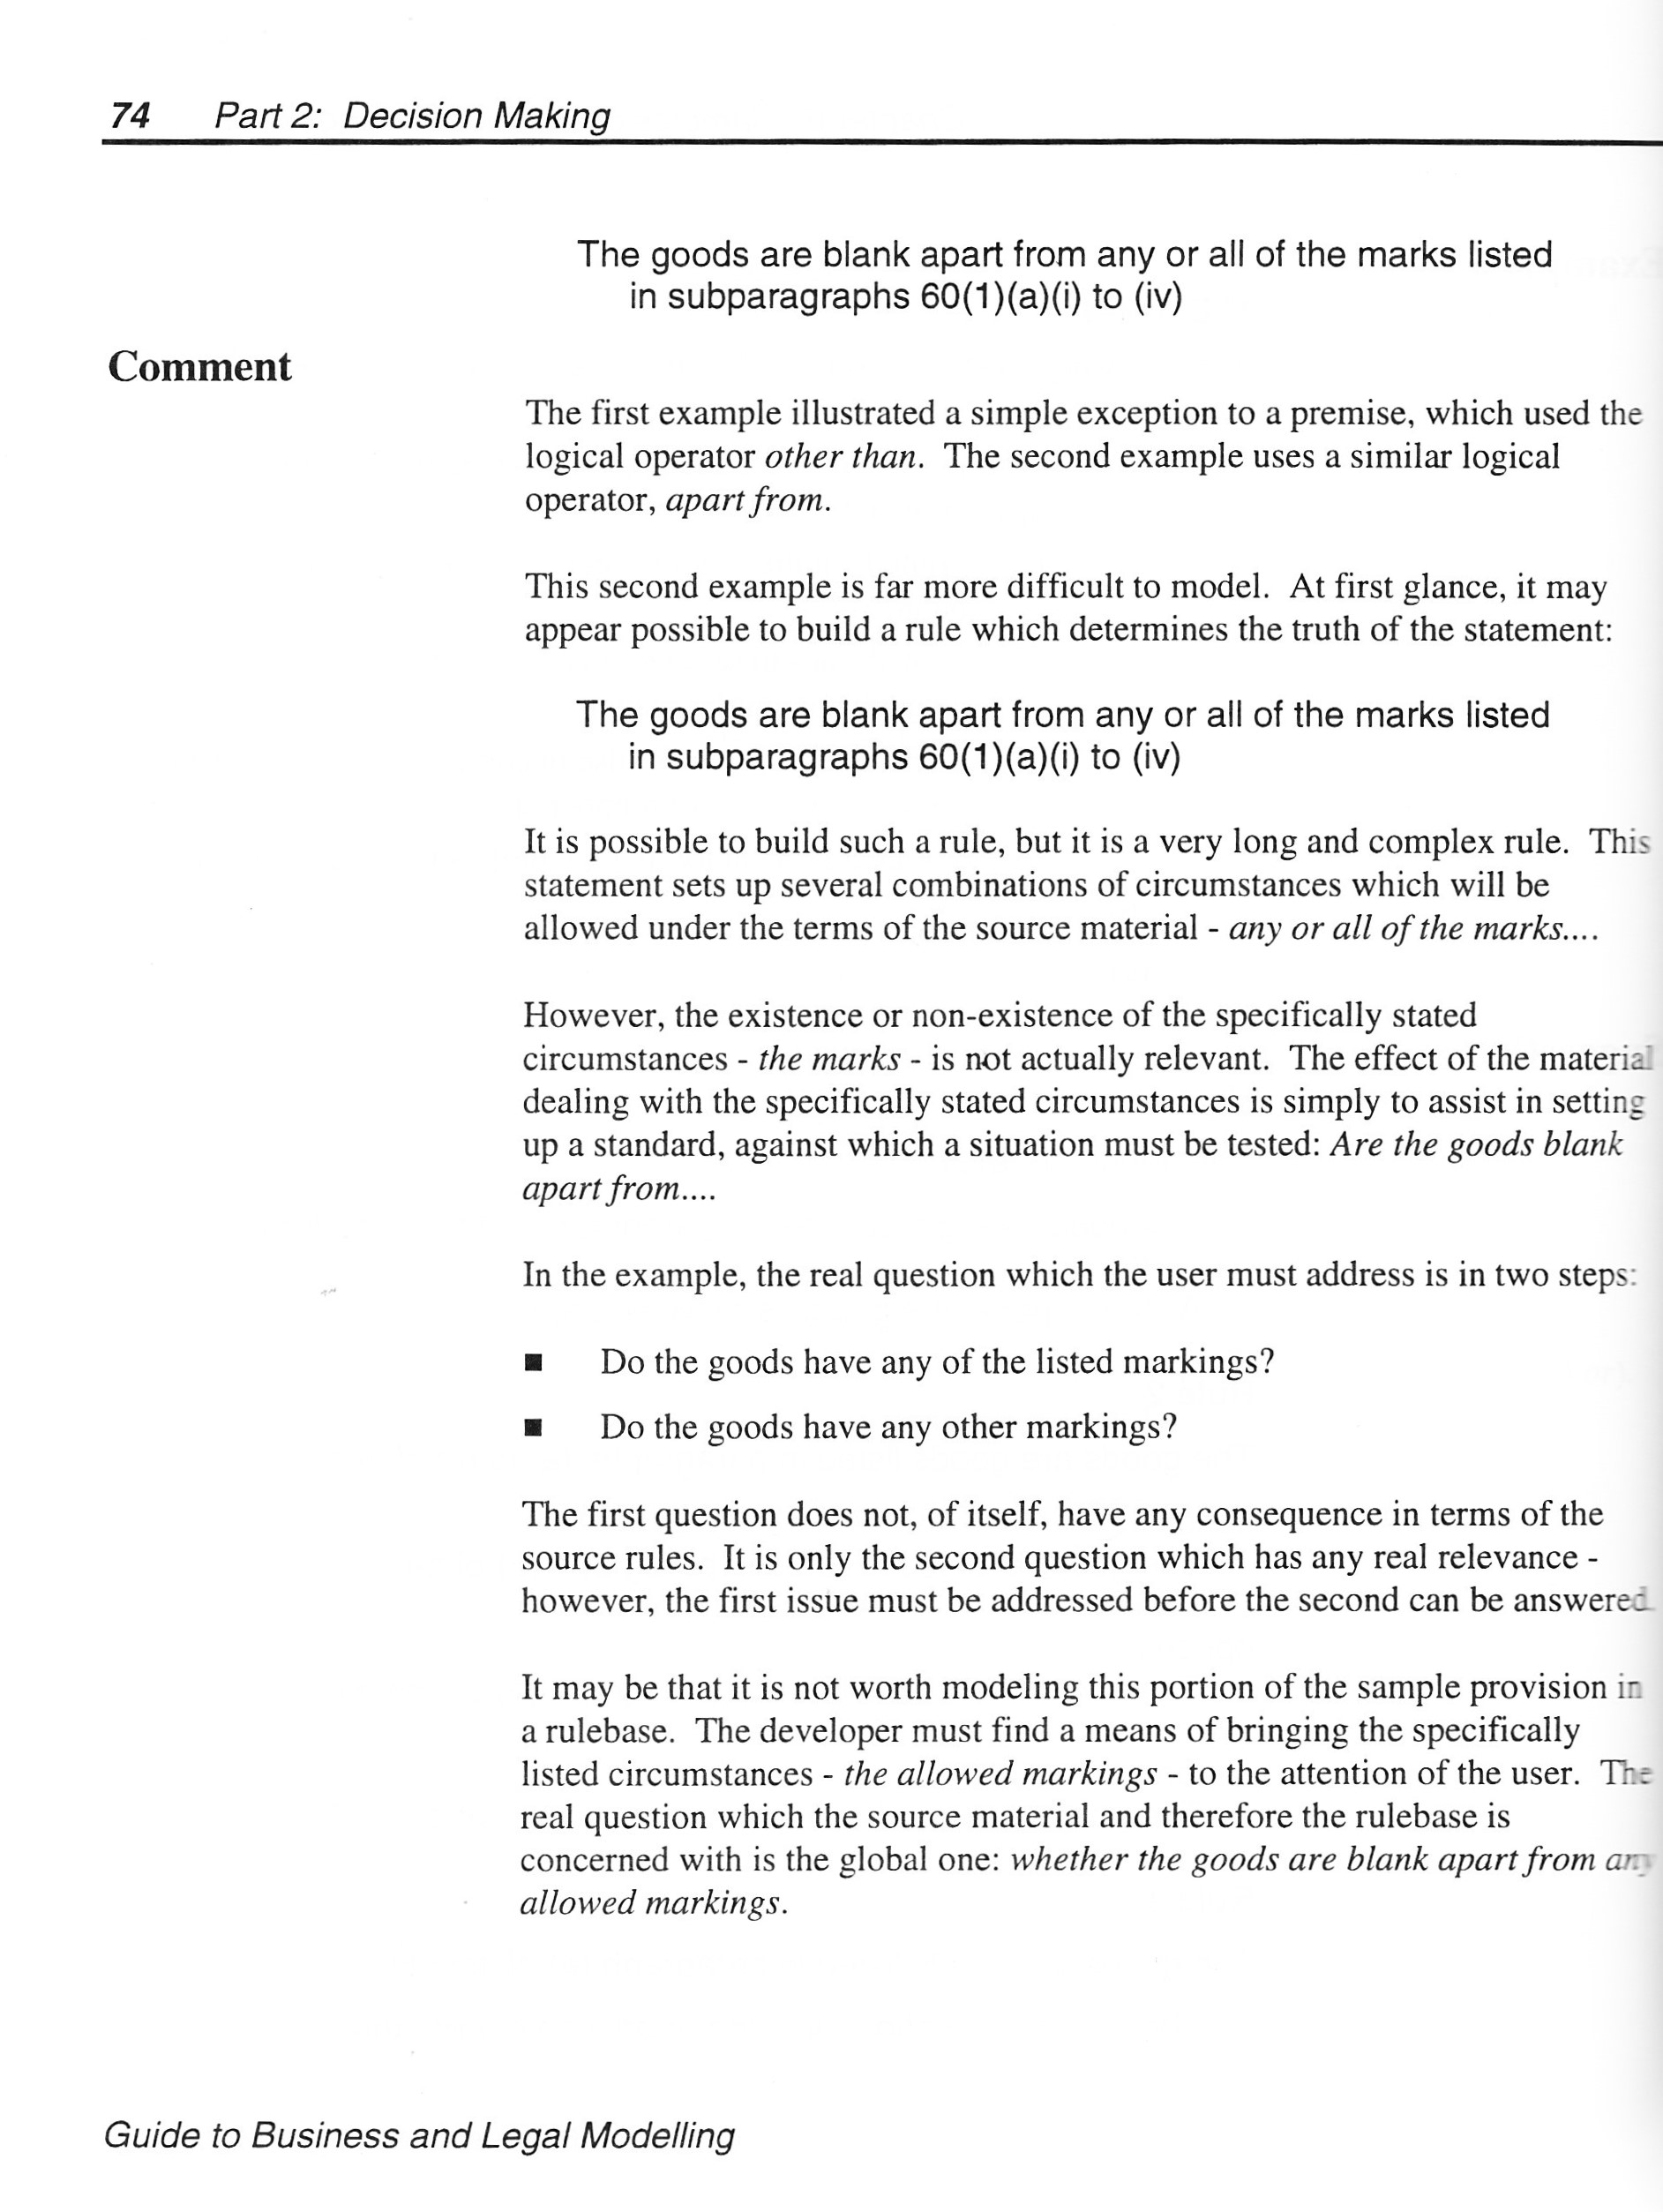 74 Part 2: Decision Making
The goods are blank apart from any or all of the marks listed
in subparagraphs 60(1)(a)(i) to (iv)
Comment
The first example illustrated a simple exception to a premise, which used the
logical operator other than. The second example uses a similar logical
operator, apart from.
This second example is far more difficult to model. At first glance, it may
appear possible to build a rule which determines the truth of the statement:
The goods are blank apart from any or all of the marks listed
in subparagraphs 60(1)(a)(i) to (iv)
It is possible to build such a rule, but it is a very long and complex rule. This
statement sets up several combinations of circumstances which will be
allowed under the terms of the source material - any or all of the marks....
However, the existence or non-existence of the specifically stated
circumstances - the marks - is not actually relevant. The effect of the material
dealing with the specifically stated circumstances is simply to assist in setting
up a standard, against which a situation must be tested: Are the goods blank
apart from....
In the example, the real question which the user must address is in two steps:
■ Do the goods have any of the listed markings?
■ Do the goods have any other markings?
The first question does not, of itself, have any consequence in terms of the
source rules. It is only the second question which has any real relevance -
however, the first issue must be addressed before the second can be answered.
It may be that it is not worth modeling this portion of the sample provision in
a rulebase. The developer must find a means of bringing the specifically
listed circumstances - the allowed markings - to the attention of the user. The
real question which the source material and therefore the rulebase is
concerned with is the global one: whether the goods are blank apart from any
allowed markings.
Guide to Business and Legal Modelling